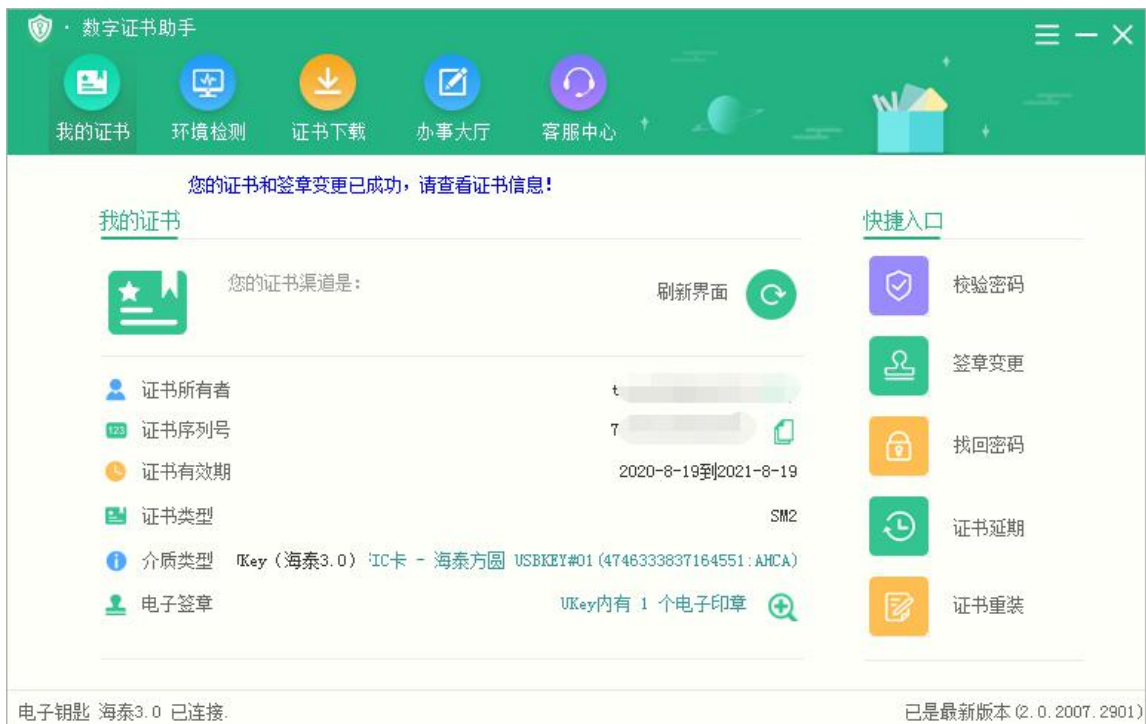 · 数字证书助手
我的证书 环境检测 证书下载 办事大厅 客服中心
您的证书和签章变更已成功，请查看证书信息！
我的证书
快捷入口
您的证书渠道是：
刷新界面
校验密码
签章变更
证书所有者 t
证书序列号 7
找回密码
证书有效期 2020-8-19到2021-8-19
证书类型 SM2
证书延期
介质类型 Key（海泰3.0） IC卡 - 海泰方圆 USBKEY#01(4746333837164551:AHCA)
电子签章 UKey内有 1 个电子印章
证书重装
电子钥匙 海泰3.0 已连接.
已是最新版本(2.0.2007.2901)